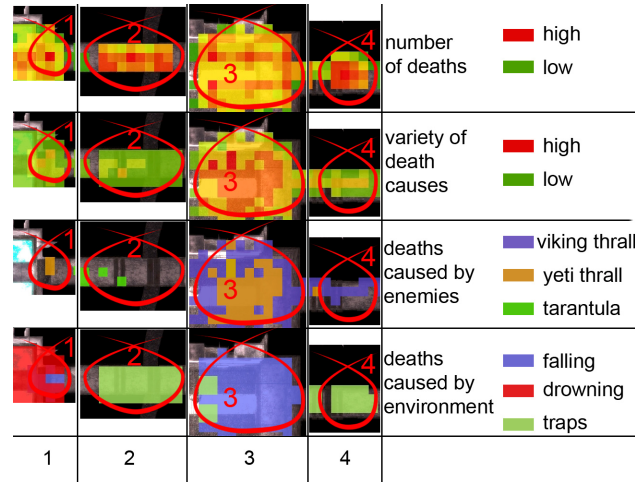 1 2 3 4 number of deaths high
low
1 2 3 4 variety of death causes high
low
1 2 3 4 deaths caused by enemies viking thrall
yeti thrall
tarantula
1 2 3 4 deaths caused by environment falling
drowning
traps
1 2 3 4